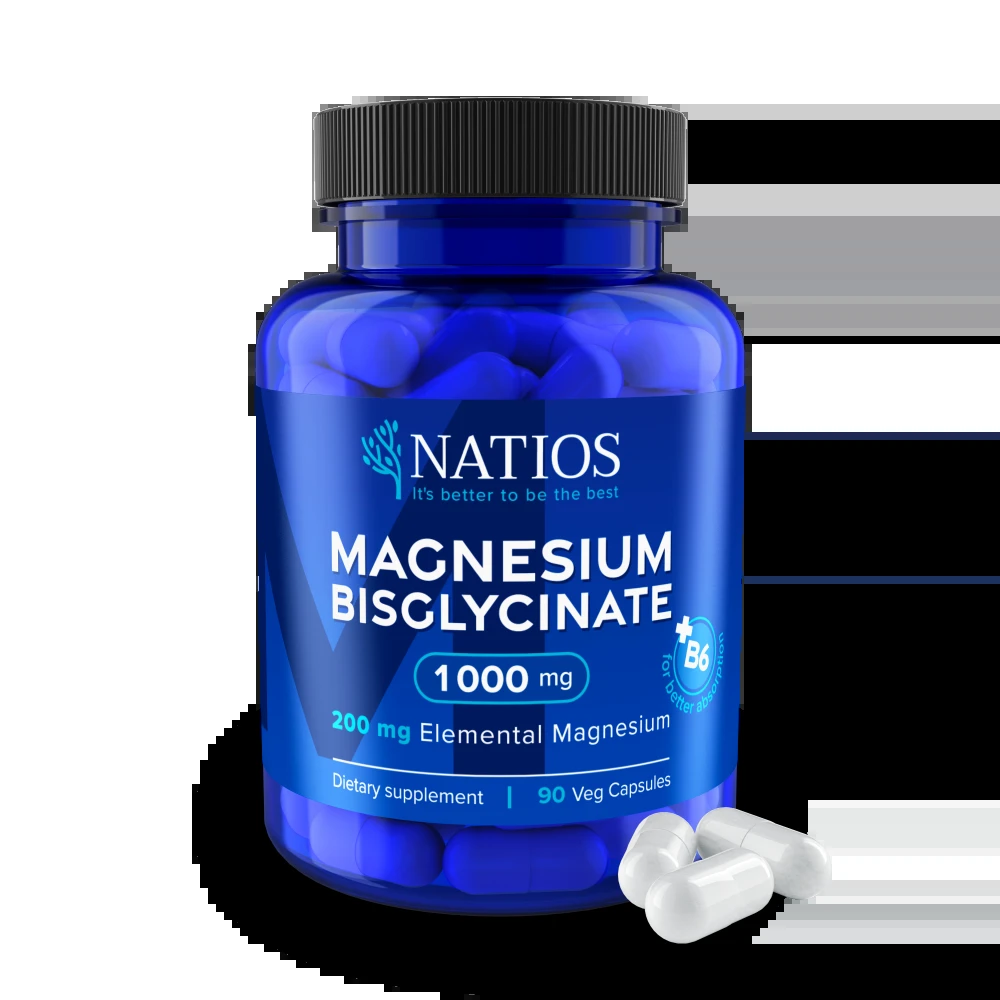 NATIOS
It's better to be the best
MAGNESIUM
BISGLYCINATE
+B6
for better absorption
1000 mg
200 mg Elemental Magnesium
Dietary supplement | 90 Veg Capsules